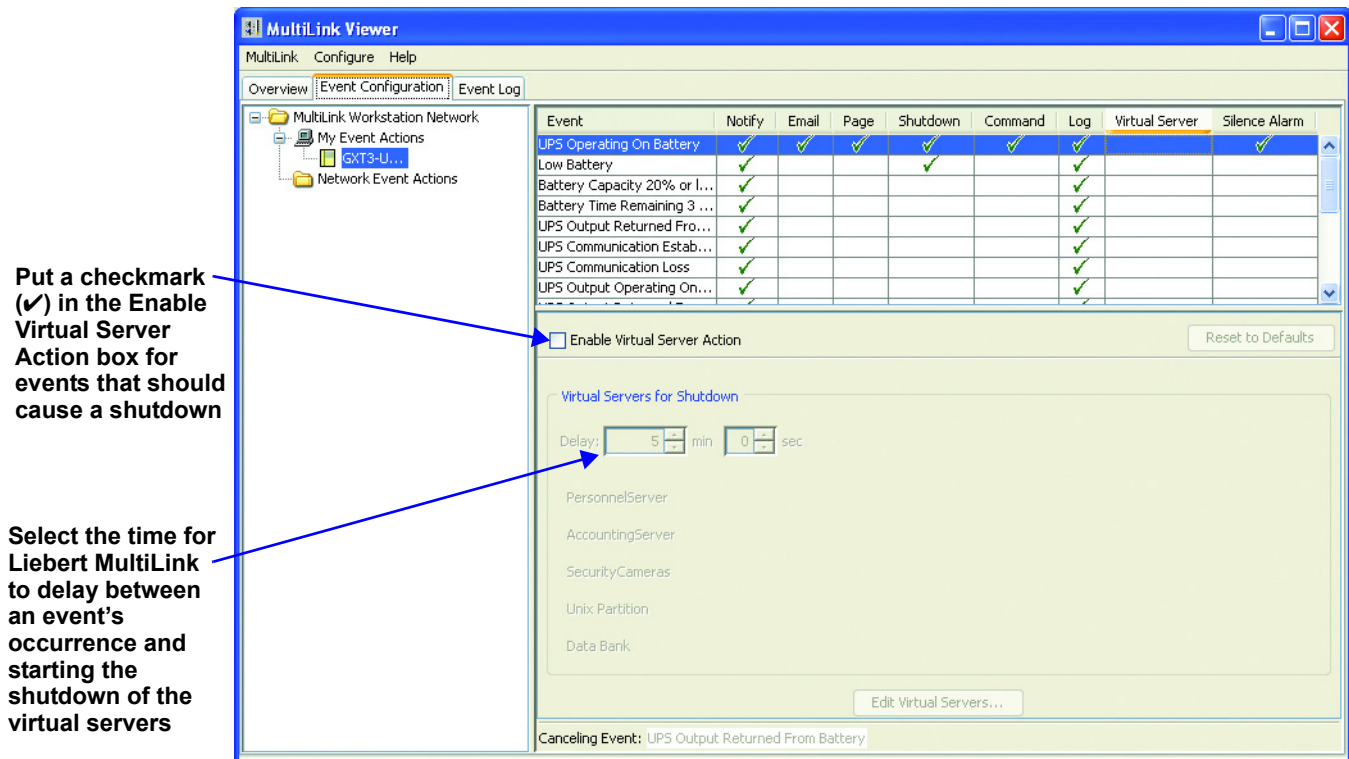 MultiLink Viewer
MultiLink Configure Help
Overview Event Configuration Event Log
MultiLink Workstation Network
My Event Actions
GXT3-U...
Network Event Actions
Event Notify Email Page Shutdown Command Log Virtual Server Silence Alarm
UPS Operating On Battery ✓ ✓ ✓ ✓ ✓ ✓ ✓
Low Battery ✓ ✓ ✓
Battery Capacity 20% or l... ✓ ✓
Battery Time Remaining 3 ... ✓ ✓
UPS Output Returned Fro... ✓ ✓
UPS Communication Estab... ✓ ✓
UPS Communication Loss ✓ ✓
UPS Output Operating On... ✓ ✓
Put a checkmark
(✔) in the Enable
Virtual Server
Action box for
events that should
cause a shutdown
Enable Virtual Server Action
Reset to Defaults
Virtual Servers for Shutdown
Delay: 5 min 0 sec
PersonnelServer
AccountingServer
SecurityCameras
Unix Partition
Data Bank
Select the time for
Liebert MultiLink
to delay between
an event's
occurrence and
starting the
shutdown of the
virtual servers
Edit Virtual Servers...
Canceling Event: UPS Output Returned From Battery